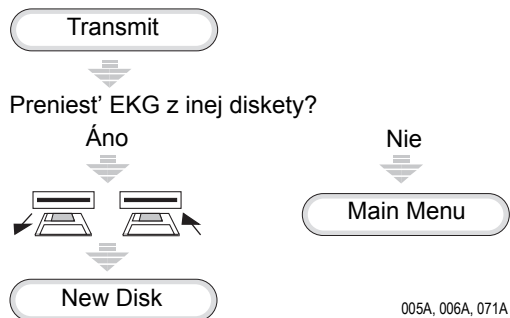 Transmit
Preniesť EKG z inej diskety?
Áno
Nie
Main Menu
New Disk
005A, 006A, 071A